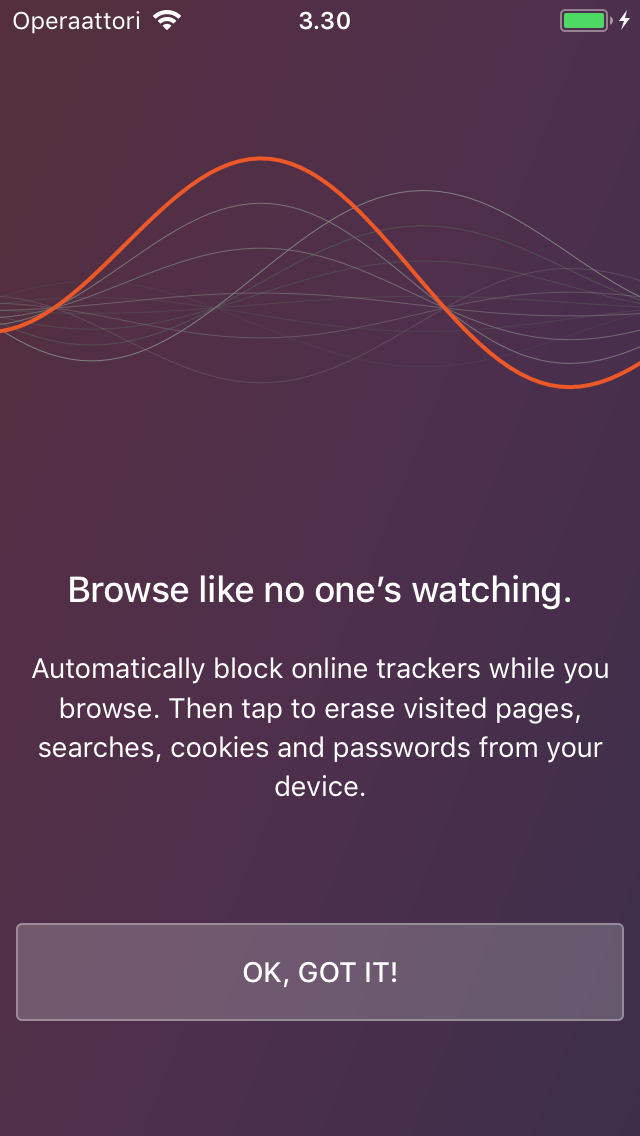 Operaattori 3.30
Browse like no one’s watching.
Automatically block online trackers while you
browse. Then tap to erase visited pages,
searches, cookies and passwords from your
device.
OK, GOT IT!